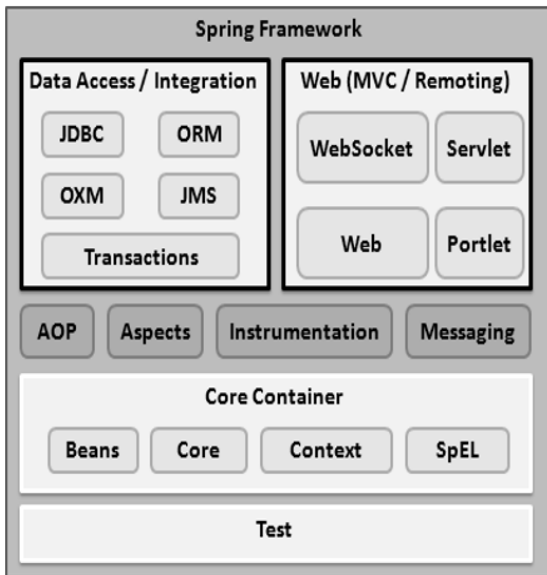 Spring Framework
Data Access / Integration
JDBC
ORM
OXM
JMS
Transactions
Web (MVC / Remoting)
WebSocket
Servlet
Web
Portlet
AOP
Aspects
Instrumentation
Messaging
Core Container
Beans
Core
Context
SpEL
Test